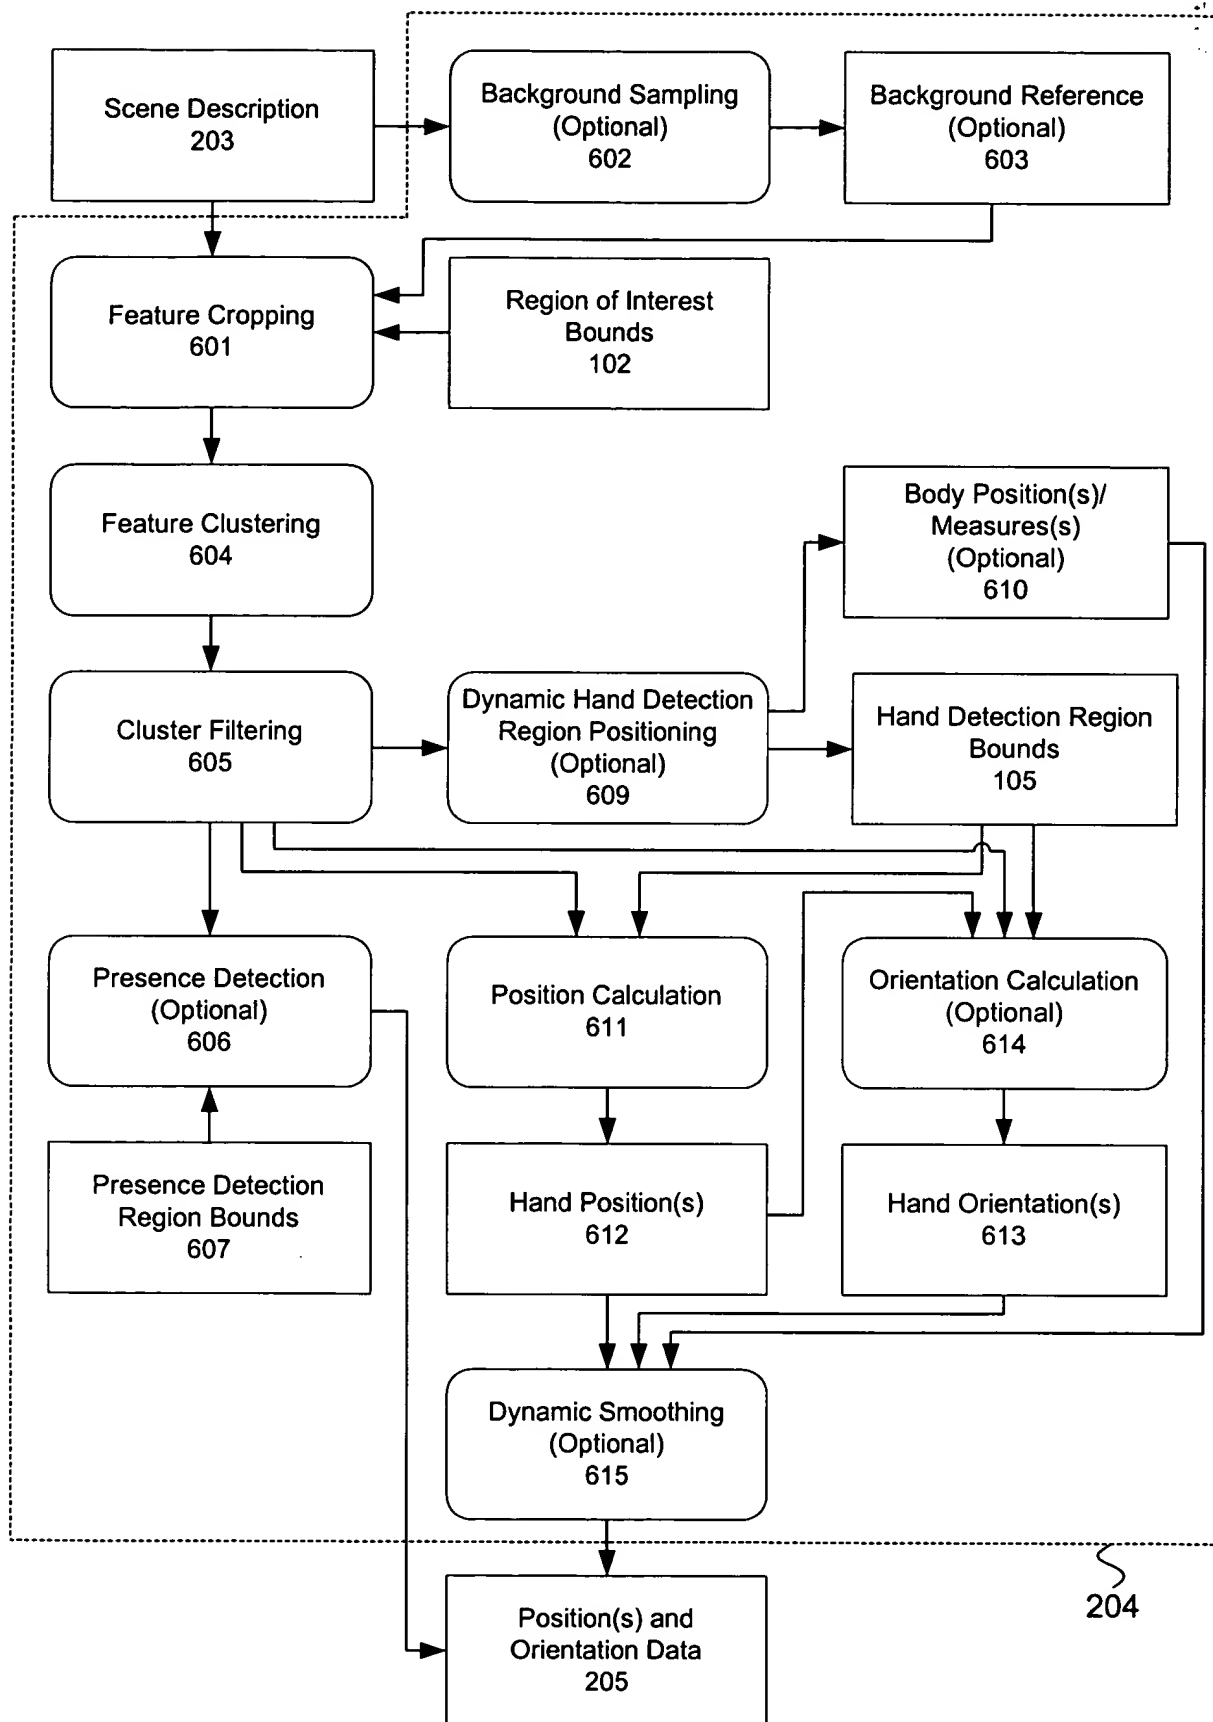 Scene Description
203
Background Sampling
(Optional)
602
Background Reference
(Optional)
603
Feature Cropping
601
Region of Interest
Bounds
102
Feature Clustering
604
Body Position(s)/
Measures(s)
(Optional)
610
Cluster Filtering
605
Dynamic Hand Detection
Region Positioning
(Optional)
609
Hand Detection Region
Bounds
105
Presence Detection
(Optional)
606
Position Calculation
611
Orientation Calculation
(Optional)
614
Presence Detection
Region Bounds
607
Hand Position(s)
612
Hand Orientation(s)
613
Dynamic Smoothing
(Optional)
615
204
Position(s) and
Orientation Data
205